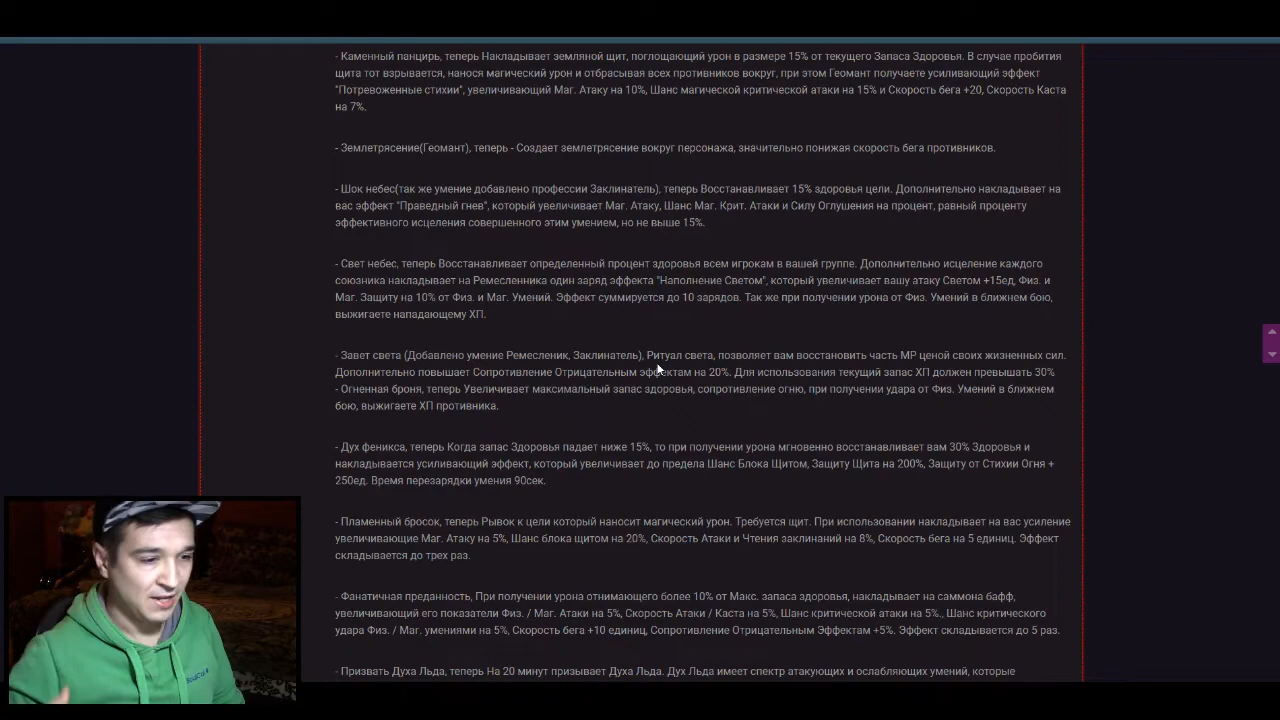 - Каменный панцирь, теперь Накладывает земляной щит, поглощающий урон в размере 15% от текущего Запаса Здоровья. В случае пробития
щита тот взрывается, нанося магический урон и отбрасывая всех противников вокруг, при этом Геомант получаете усиливающий эффект
"Потревоженные стихии", увеличивающий Маг. Атаку на 10%, Шанс магической критической атаки на 15% и Скорость бега +20, Скорость Каста
на 7%.
- Землетрясение(Геомант), теперь - Создает землетрясение вокруг персонажа, значительно понижая скорость бега противников.
- Шок небес(так же умение добавлено профессии Заклинатель), теперь Восстанавливает 15% здоровья цели. Дополнительно накладывает на
вас эффект "Праведный гнев", который увеличивает Маг. Атаку, Шанс Маг. Крит. Атаки и Силу Оглушения на процент, равный проценту
эффективного исцеления совершенного этим умением, но не выше 15%.
- Свет небес, теперь Восстанавливает определенный процент здоровья всем игрокам в вашей группе. Дополнительно исцеление каждого
союзника накладывает на Ремесленника один заряд эффекта "Наполнение Светом", который увеличивает вашу атаку Светом +15ед, Физ. и
Маг. Защиту на 10% от Физ. и Маг. Умений. Эффект суммируется до 10 зарядов. Так же при получении урона от Физ. Умений в ближнем бою,
выжигаете нападающему ХП.
- Завет света (Добавлено умение Ремесленик, Заклинатель), Ритуал света, позволяет вам восстановить часть МР ценой своих жизненных сил.
Дополнительно повышает Сопротивление Отрицательным эффектам на 20%. Для использования текущий запас ХП должен превышать 30%
- Огненная броня, теперь Увеличивает максимальный запас здоровья, сопротивление огню, при получении удара от Физ. Умений в ближнем
бою, выжигаете ХП противника.
- Дух феникса, теперь Когда запас Здоровья падает ниже 15%, то при получении урона мгновенно восстанавливает вам 30% Здоровья и
накладывается усиливающий эффект, который увеличивает до предела Шанс Блока Щитом, Защиту Щита на 200%, Защиту от Стихии Огня +
250ед. Время перезарядки умения 90сек.
- Пламенный бросок, теперь Рывок к цели который наносит магический урон. Требуется щит. При использовании накладывает на вас усиление
увеличивающие Маг. Атаку на 5%, Шанс блока щитом на 20%, Скорость Атаки и Чтения заклинаний на 8%, Скорость бега на 5 единиц. Эффект
складывается до трех раз.
- Фанатичная преданность, При получении урона отнимающего более 10% от Макс. запаса здоровья, накладывает на саммона бафф,
увеличивающий его показатели Физ. / Маг. Атаки на 5%, Скорость Атаки / Каста на 5%, Шанс критической атаки на 5%., Шанс критического
удара Физ. / Маг. умениями на 5%, Скорость бега +10 единиц, Сопротивление Отрицательным Эффектам +5%. Эффект складывается до 5 раз.
- Призвать Духа Льда, теперь На 20 минут призывает Духа Льда. Дух Льда имеет спектр атакующих и ослабляющих умений, которые